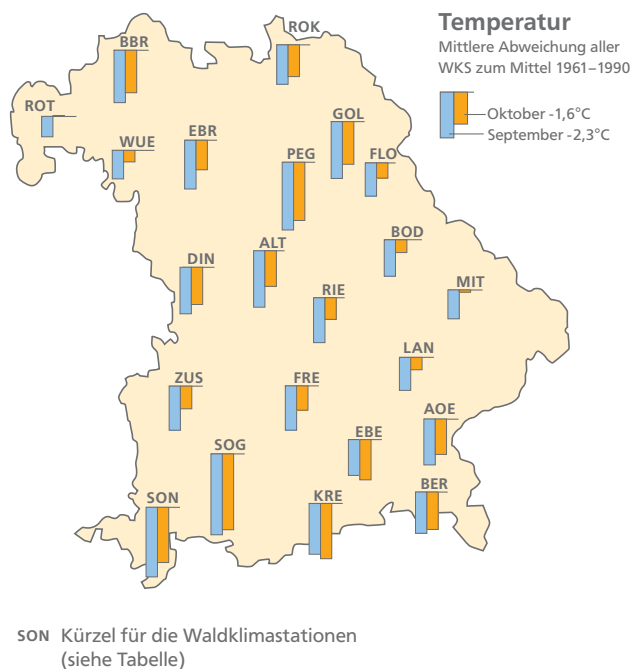 Temperatur
Mittlere Abweichung aller
WKS zum Mittel 1961–1990
Oktober -1,6°C
September -2,3°C
ROK
BBR
ROT
GOL
WUE
EBR
PEG
FLO
BOD
ALT
DIN
MIT
RIE
LAN
ZUS
FRE
AOE
EBE
SOG
BER
SON
KRE
SON Kürzel für die Waldklimastationen
(siehe Tabelle)